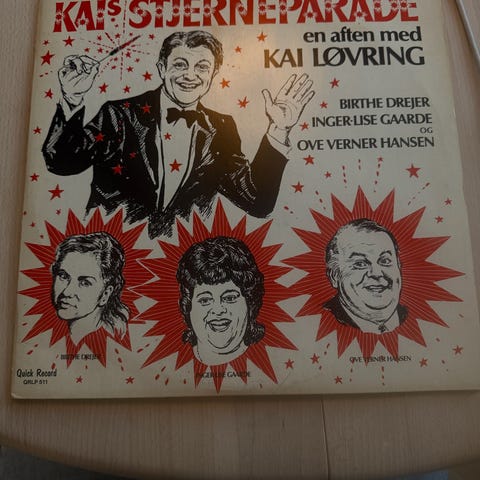 KAIS STJERNEPARADE
en aften med
KAI LØVRING
BIRTHE DREJER
INGER-LISE GAARDE
OG
OVE VERNER HANSEN
BIRTHE DREJER
INGER-LISE GAARDE
OVE VERNER HANSEN
Quick Record
QRLP 511